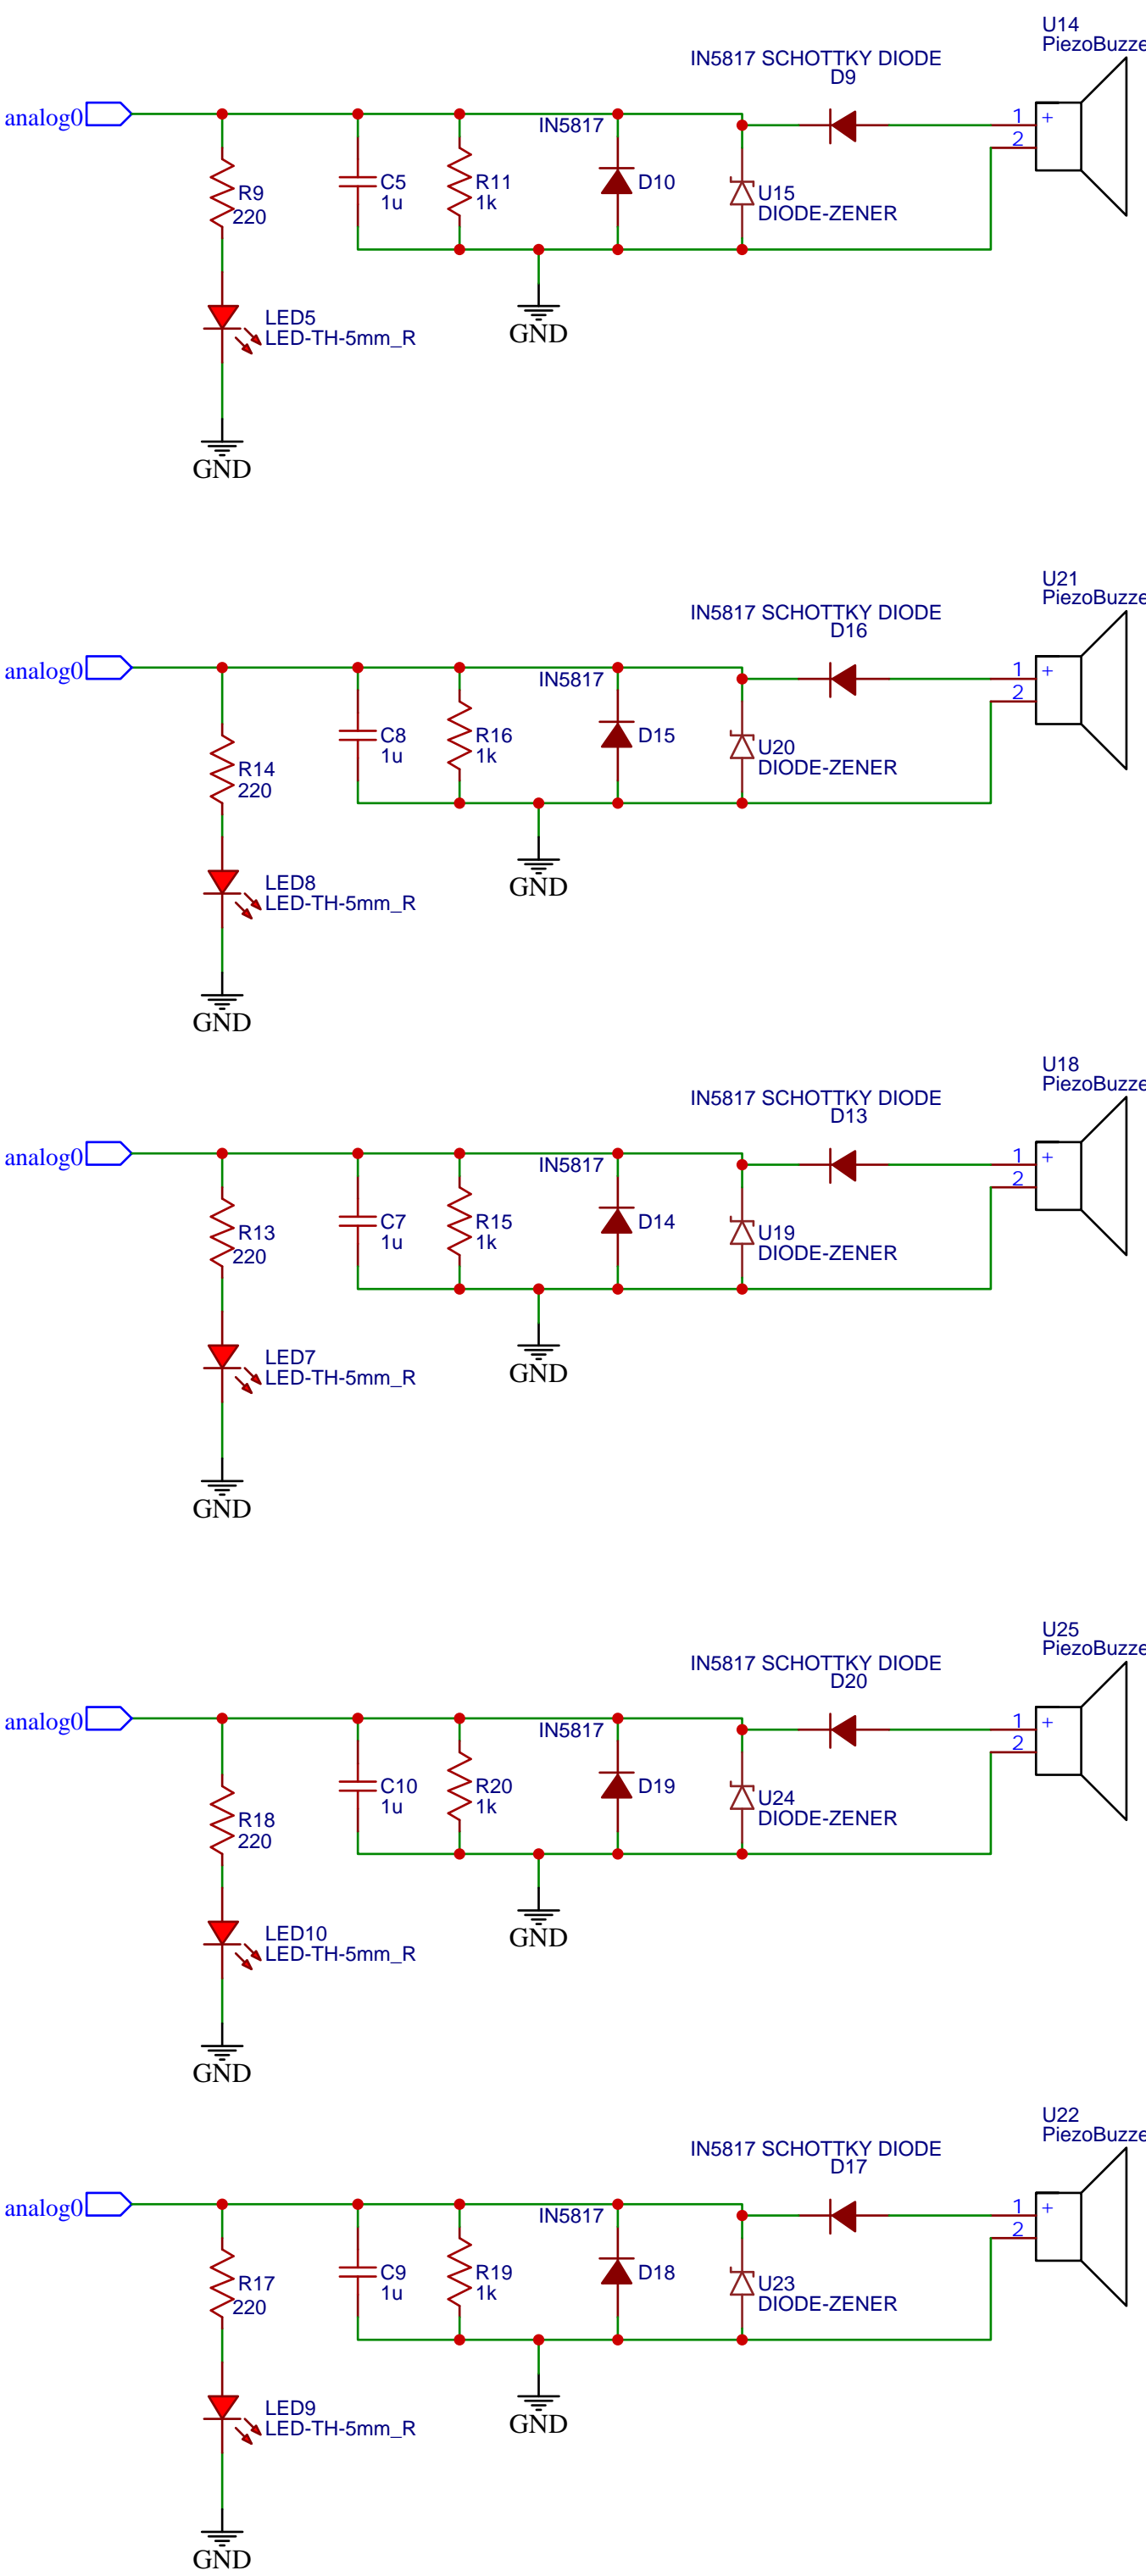 U14
PiezoBuzze
IN5817 SCHOTTKY DIODE
D9
analog0
IN5817
1 +
2
R9
220
C5
1u
R11
1k
D10
U15
DIODE-ZENER
LED5
LED-TH-5mm_R
GND
GND
U21
PiezoBuzze
IN5817 SCHOTTKY DIODE
D16
analog0
IN5817
1 +
2
R14
220
C8
1u
R16
1k
D15
U20
DIODE-ZENER
LED8
LED-TH-5mm_R
GND
GND
U18
PiezoBuzze
IN5817 SCHOTTKY DIODE
D13
analog0
IN5817
1 +
2
R13
220
C7
1u
R15
1k
D14
U19
DIODE-ZENER
LED7
LED-TH-5mm_R
GND
GND
U25
PiezoBuzze
IN5817 SCHOTTKY DIODE
D20
analog0
IN5817
1 +
2
R18
220
C10
1u
R20
1k
D19
U24
DIODE-ZENER
LED10
LED-TH-5mm_R
GND
GND
U22
PiezoBuzze
IN5817 SCHOTTKY DIODE
D17
analog0
IN5817
1 +
2
R17
220
C9
1u
R19
1k
D18
U23
DIODE-ZENER
LED9
LED-TH-5mm_R
GND
GND